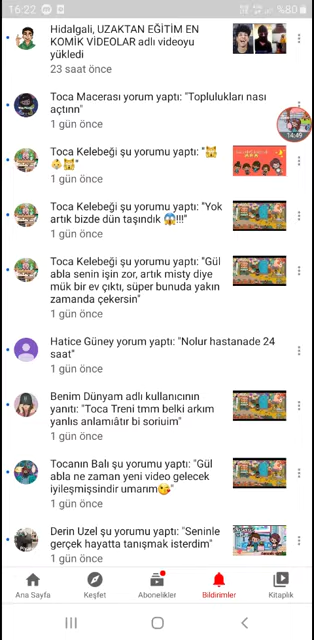 16:22
%80
Hidalgali, UZAKTAN EĞİTİM EN
KOMİK VİDEOLAR adlı videoyu
yükledi
23 saat önce
Toca Macerası yorum yaptı: "Toplulukları nası
açtınn"
1 gün önce
14:49
Toca Kelebeği şu yorumu yaptı: "🙀
🤔🙀"
1 gün önce
Toca Kelebeği şu yorumu yaptı: "Yok
artık bizde dün taşındık 😱!!!"
1 gün önce
Toca Kelebeği şu yorumu yaptı: "Gül
abla senin işin zor, artık misty diye
mük bir ev çıktı, süper bunuda yakın
zamanda çekersin"
1 gün önce
Hatice Güney yorum yaptı: "Nolur hastanade 24
saat"
1 gün önce
Benim Dünyam adlı kullanıcının
yanıtı: "Toca Treni tmm belki arkım
yanlıs anlamıâtır bi soriuim"
1 gün önce
Tocanın Balı şu yorumu yaptı: "Gül
abla ne zaman yeni video gelecek
iyileşmişsindir umarım😘"
1 gün önce
Derin Uzel şu yorumu yaptı: "Seninle
gerçek hayatta tanışmak isterdim"
1 gün önce
Ana Sayfa
Keşfet
Abonelikler
Bildirimler
Kitaplık